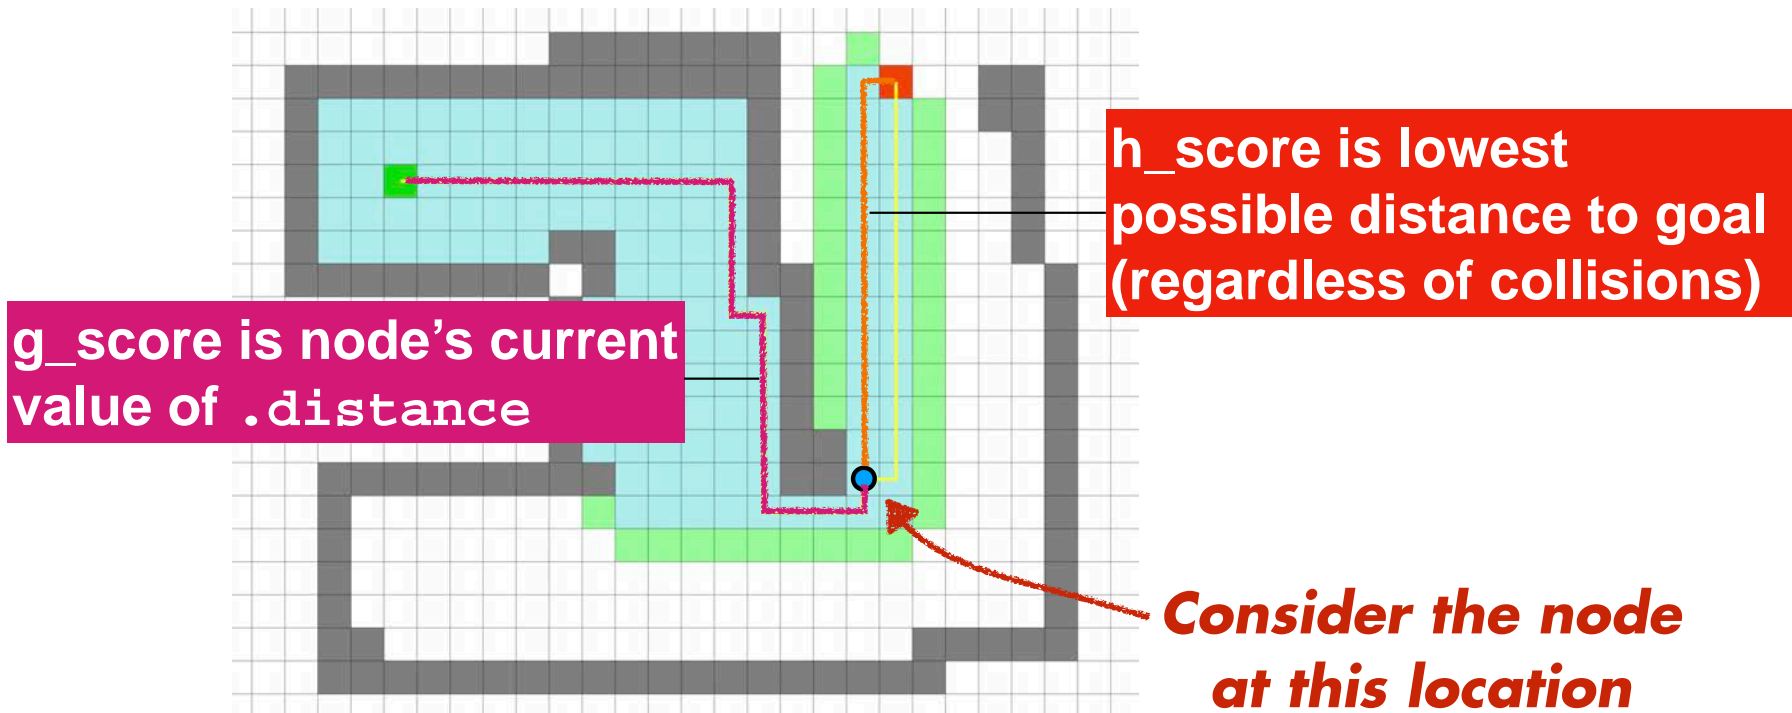 h_score is lowest
possible distance to goal
(regardless of collisions)
g_score is node’s current
value of .distance
Consider the node
at this location